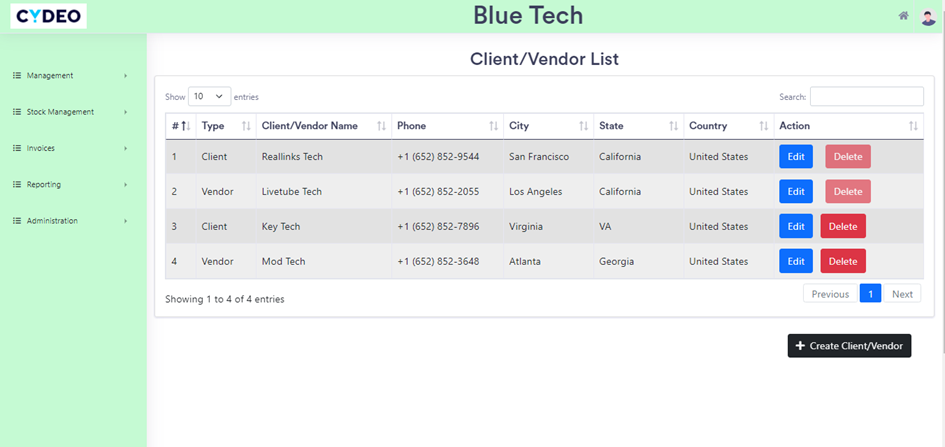 CYDEO Blue Tech
Client/Vendor List
Management
Stock Management
Invoices
Reporting
Administration
Show 10 entries Search:
# Type Client/Vendor Name Phone City State Country Action
1 Client Reallinks Tech +1 (652) 852-9544 San Francisco California United States Edit Delete
2 Vendor Livetube Tech +1 (652) 852-2055 Los Angeles California United States Edit Delete
3 Client Key Tech +1 (652) 852-7896 Virginia VA United States Edit Delete
4 Vendor Mod Tech +1 (652) 852-3648 Atlanta Georgia United States Edit Delete
Showing 1 to 4 of 4 entries Previous 1 Next
+ Create Client/Vendor